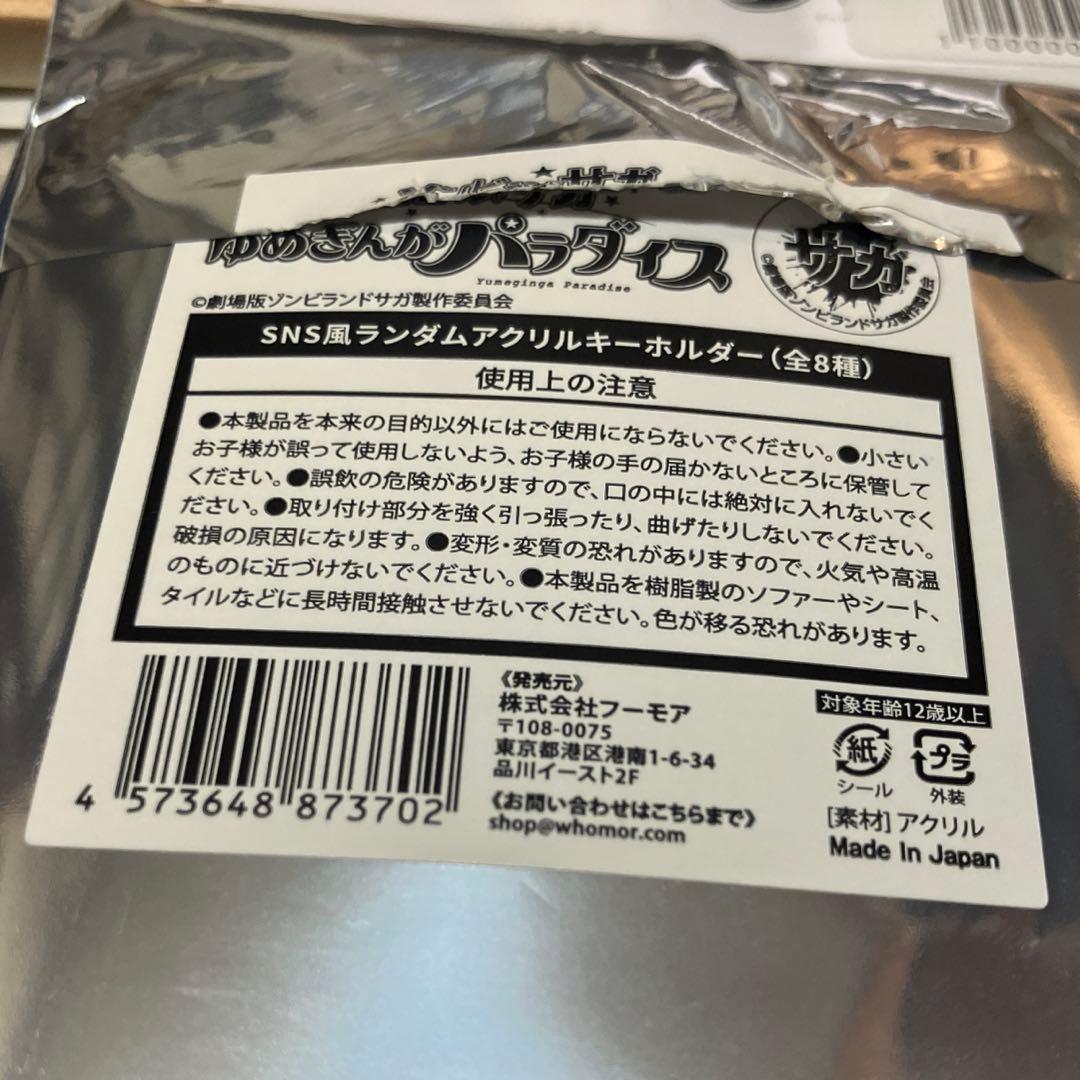 ゆめぎんがパラダイス
Yumeginga Paradise
サガ
©劇場版ゾンビランドサガ製作委員会
©劇場版ゾンビランドサガ製作委員会
SNS風ランダムアクリルキーホルダー(全8種)
使用上の注意
●本製品を本来の目的以外にはご使用にならないでください。●小さい
お子様が誤って使用しないよう、お子様の手の届かないところに保管して
ください。●誤飲の危険がありますので、口の中には絶対に入れないでく
ださい。●取り付け部分を強く引っ張ったり、曲げたりしないでください。
破損の原因になります。●変形・変質の恐れがありますので、火気や高温
のものに近づけないでください。●本製品を樹脂製のソファーやシート、
タイルなどに長時間接触させないでください。色が移る恐れがあります。
4 573648 873702
《発売元》
株式会社フーモア
〒108-0075
東京都港区港南1-6-34
品川イースト2F
《お問い合わせはこちらまで》
shop@whomor.com
対象年齢12歳以上
紙
シール
プラ
外装
[素材]アクリル
Made In Japan